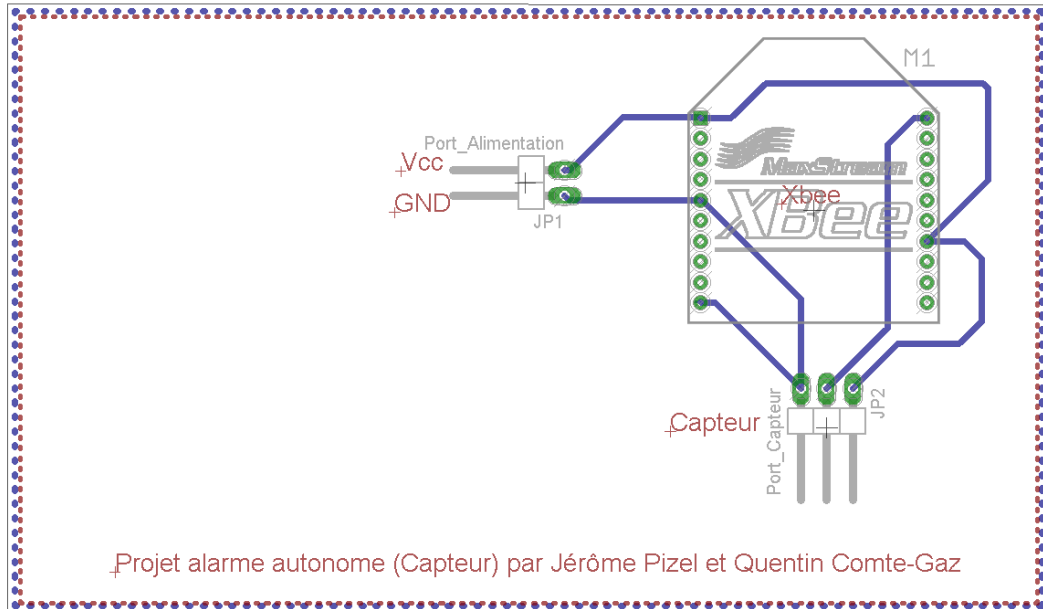 M1
Port_Alimentation
Vcc
GND
JP1
MaxStream
Xbee
XBee
Capteur
Port_Capteur
JP2
Projet alarme autonome (Capteur) par Jérôme Pizel et Quentin Comte-Gaz